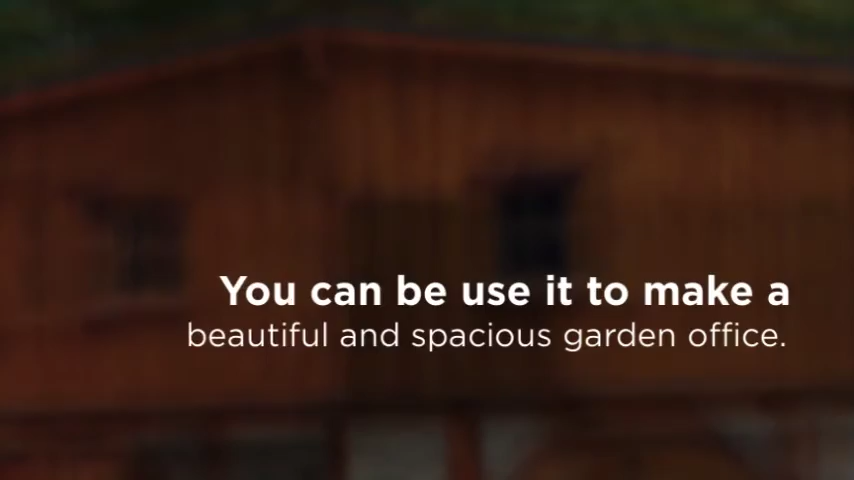 You can be use it to make a
beautiful and spacious garden office.